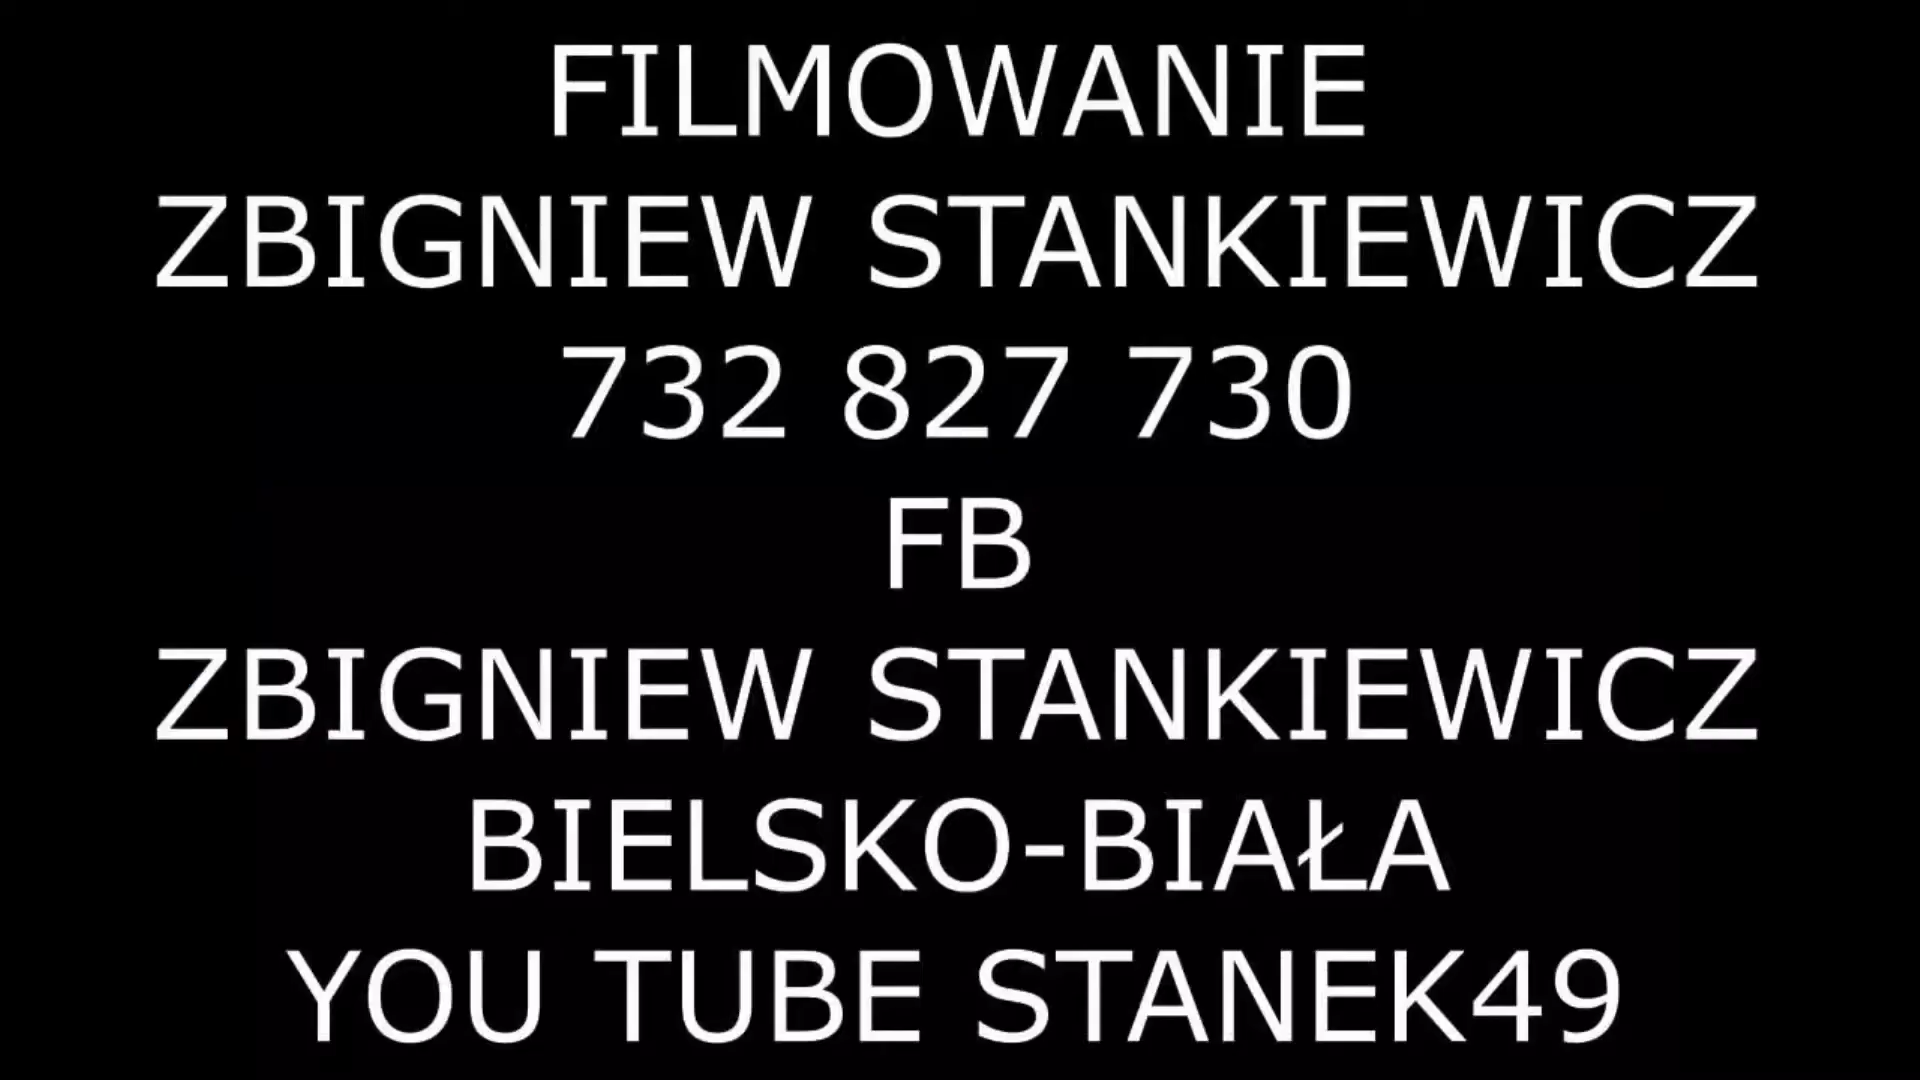 FILMOWANIE
ZBIGNIEW STANKIEWICZ
732 827 730
FB
ZBIGNIEW STANKIEWICZ
BIELSKO-BIAŁA
YOU TUBE STANEK49